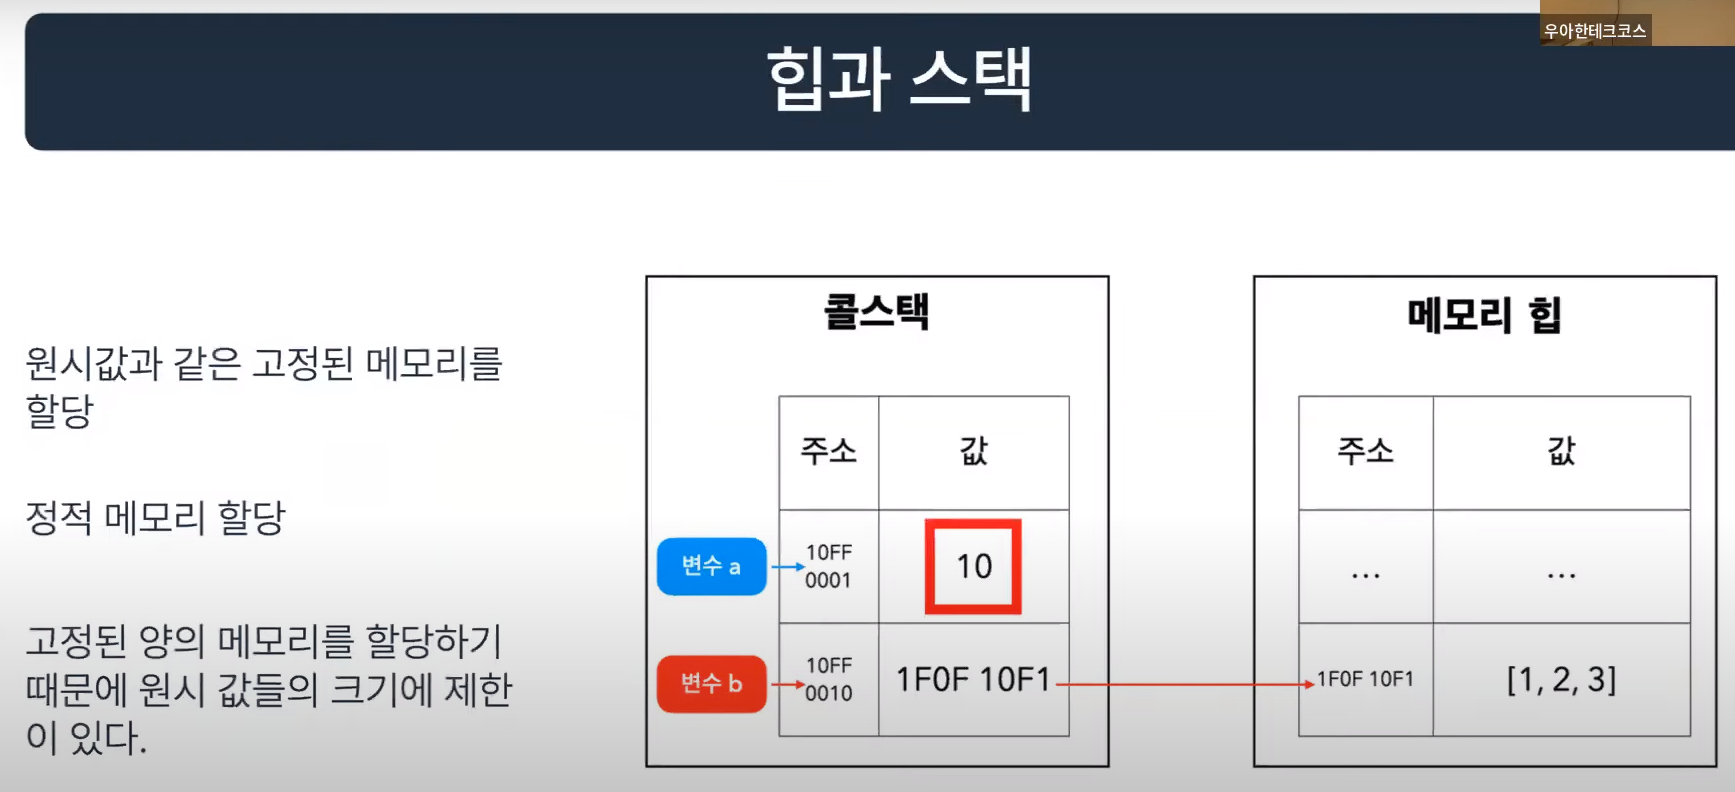 우아한테크코스
힙과 스택
원시값과 같은 고정된 메모리를
할당
정적 메모리 할당
고정된 양의 메모리를 할당하기
때문에 원시 값들의 크기에 제한
이 있다.
콜스택
주소 값
변수 a
10FF
0001
10
변수 b
10FF
0010
1F0F 10F1
메모리 힙
주소 값
... ...
1F0F 10F1 [1, 2, 3]